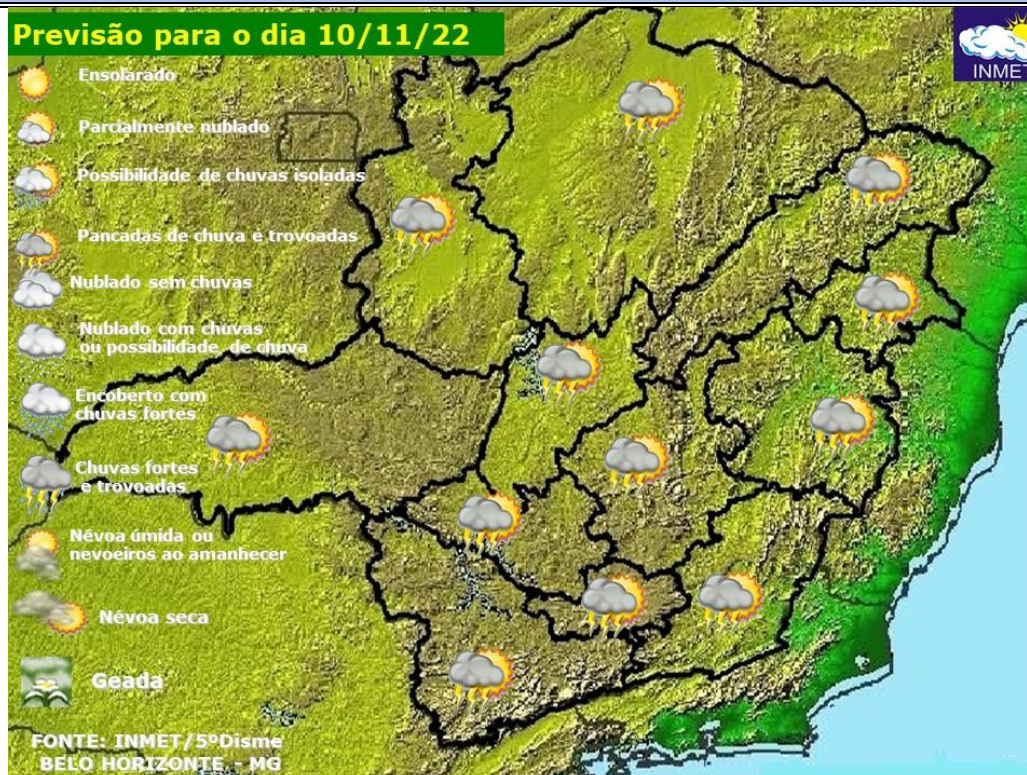 Previsão para o dia 10/11/22
INMET
Ensolarado
Parcialmente nublado
Possibilidade de chuvas isoladas
Pancadas de chuva e trovoadas
Nublado sem chuvas
Nublado com chuvas
ou possibilidade de chuva
Encoberto com
chuvas fortes
Chuvas fortes
e trovoadas
Névoa úmida ou
nevoeiros ao amanhecer
Névoa seca
Geada
FONTE: INMET/5ºDisme
BELO HORIZONTE - MG